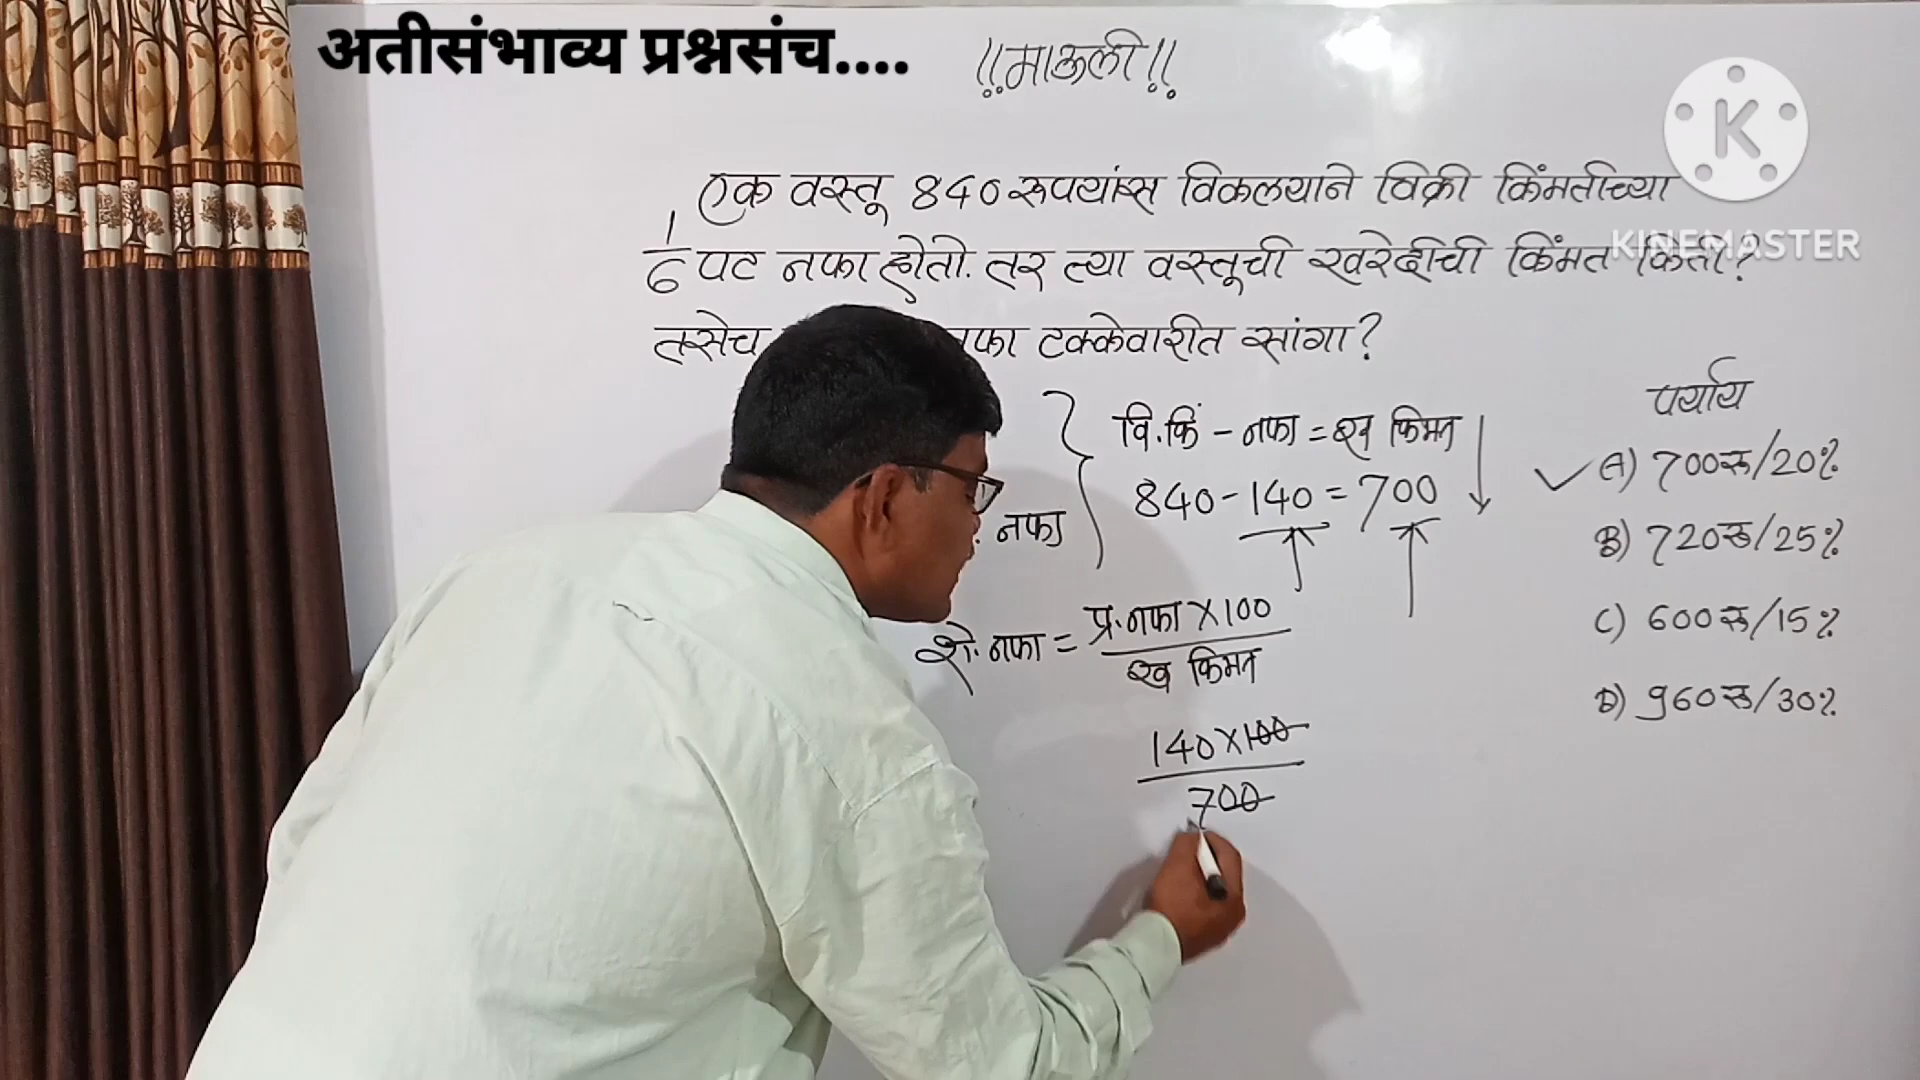 अतीसंभाव्य प्रश्नसंच....
!!माऊली!!
K
KINEMASTER
एक वस्तू 840 रूपयांस विकल्याने विक्री किंमतीच्या
1/6 पट नफा होतो. तर त्या वस्तूची खरेदीची किंमत किती?
तसेच नफा टक्केवारीत सांगा?
वि.किं - नफा = ख किंमत
840 - 140 = 700
नफा
शे. नफा = प्र. नफा X 100
ख किंमत
140 X 100
700
पर्याय
A) 700रू/20%
B) 720रू/25%
C) 600रू/15%
D) 960रू/30%